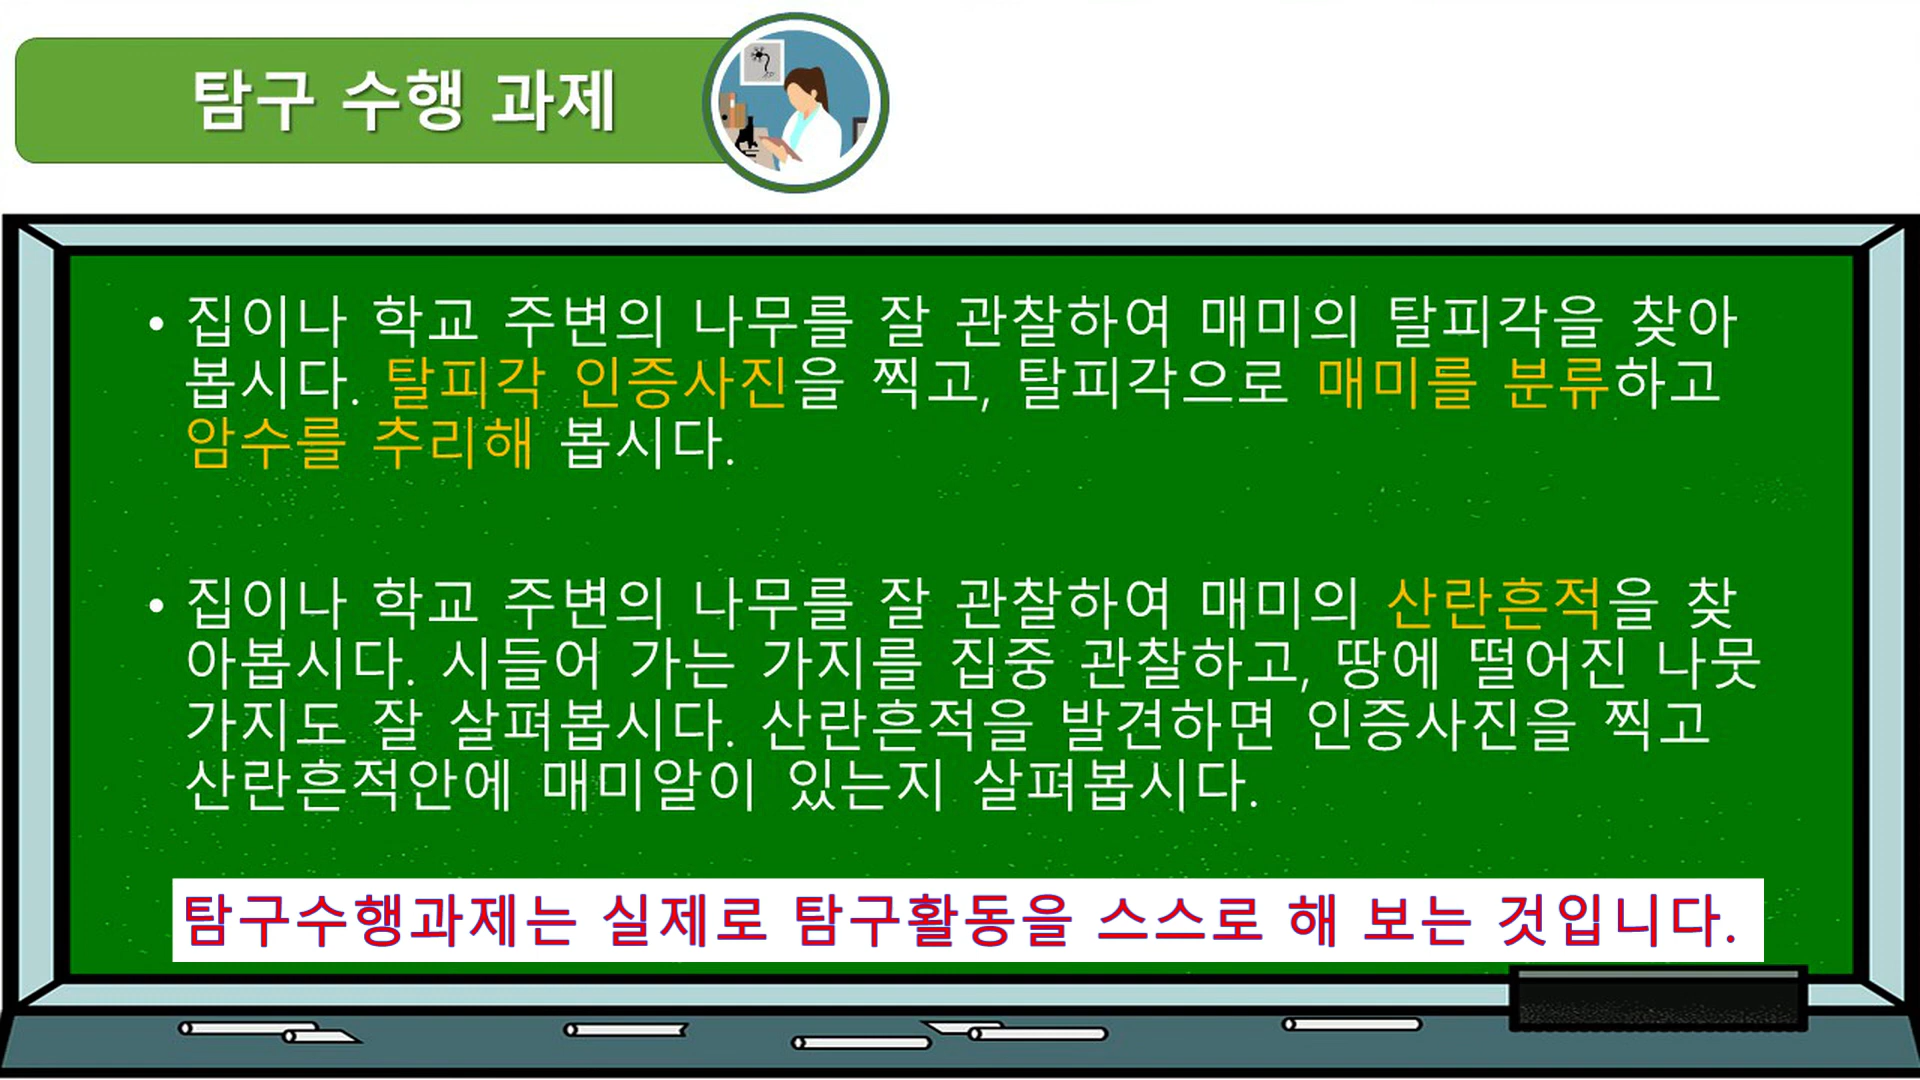 탐구 수행 과제
• 집이나 학교 주변의 나무를 잘 관찰하여 매미의 탈피각을 찾아
봅시다. 탈피각 인증사진을 찍고, 탈피각으로 매미를 분류하고
암수를 추리해 봅시다.
• 집이나 학교 주변의 나무를 잘 관찰하여 매미의 산란흔적을 찾
아봅시다. 시들어 가는 가지를 집중 관찰하고, 땅에 떨어진 나뭇
가지도 잘 살펴봅시다. 산란흔적을 발견하면 인증사진을 찍고
산란흔적안에 매미알이 있는지 살펴봅시다.
탐구수행과제는 실제로 탐구활동을 스스로 해 보는 것입니다.